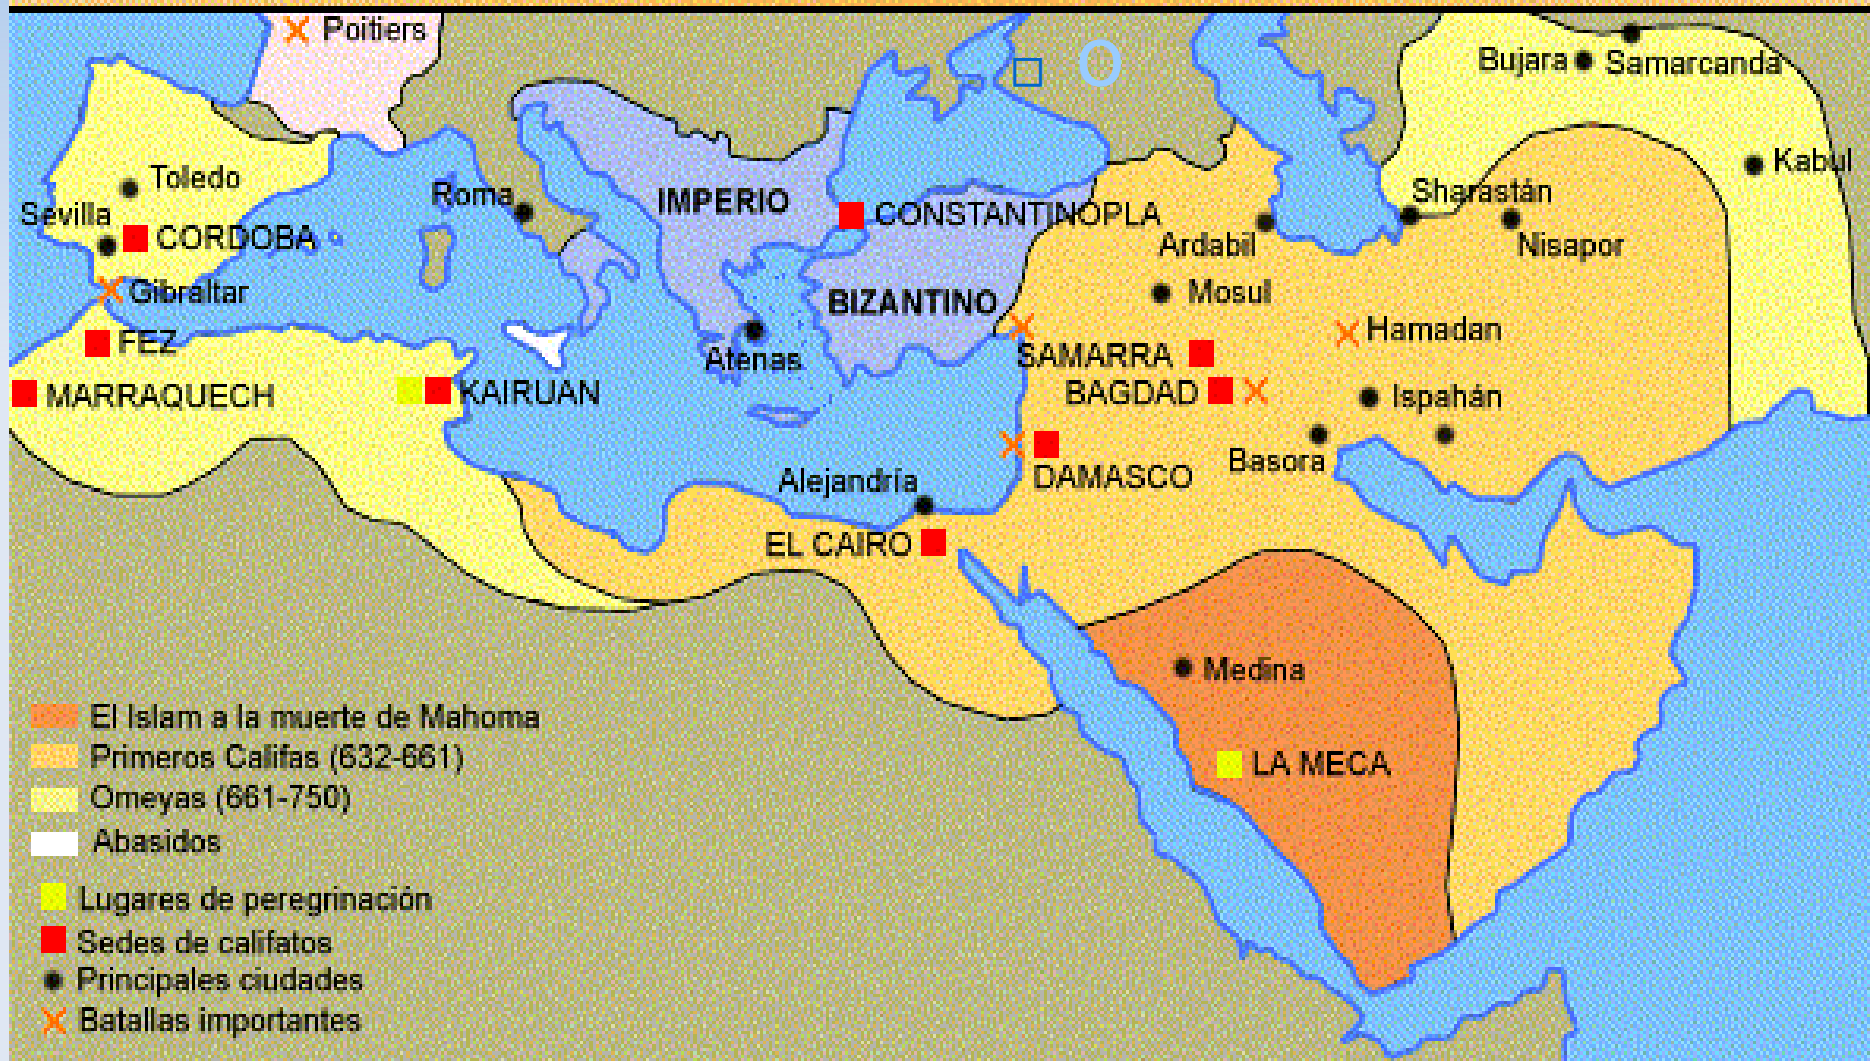 Poitiers
Bujara
Samarcanda
Kabul
Toledo
Roma
IMPERIO
Sharastán
Sevilla
CORDOBA
CONSTANTINOPLA
Ardabil
Nisapor
Gibraltar
BIZANTINO
Mosul
Hamadan
FEZ
Atenas
SAMARRA
MARRAQUECH
KAIRUAN
BAGDAD
Ispahán
Basora
Alejandría
DAMASCO
EL CAIRO
Medina
LA MECA
El Islam a la muerte de Mahoma
Primeros Califas (632-661)
Omeyas (661-750)
Abasidos
Lugares de peregrinación
Sedes de califatos
Principales ciudades
Batallas importantes